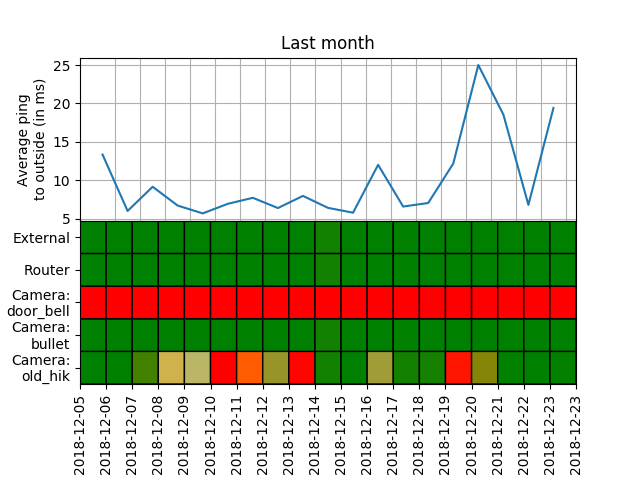 Last month
Average ping
to outside (in ms)
25
20
15
10
5
External
Router
Camera:
door_bell
Camera:
bullet
Camera:
old_hik
2018-12-05
2018-12-06
2018-12-07
2018-12-08
2018-12-09
2018-12-10
2018-12-11
2018-12-12
2018-12-13
2018-12-14
2018-12-15
2018-12-16
2018-12-17
2018-12-18
2018-12-19
2018-12-20
2018-12-21
2018-12-22
2018-12-23
2018-12-23